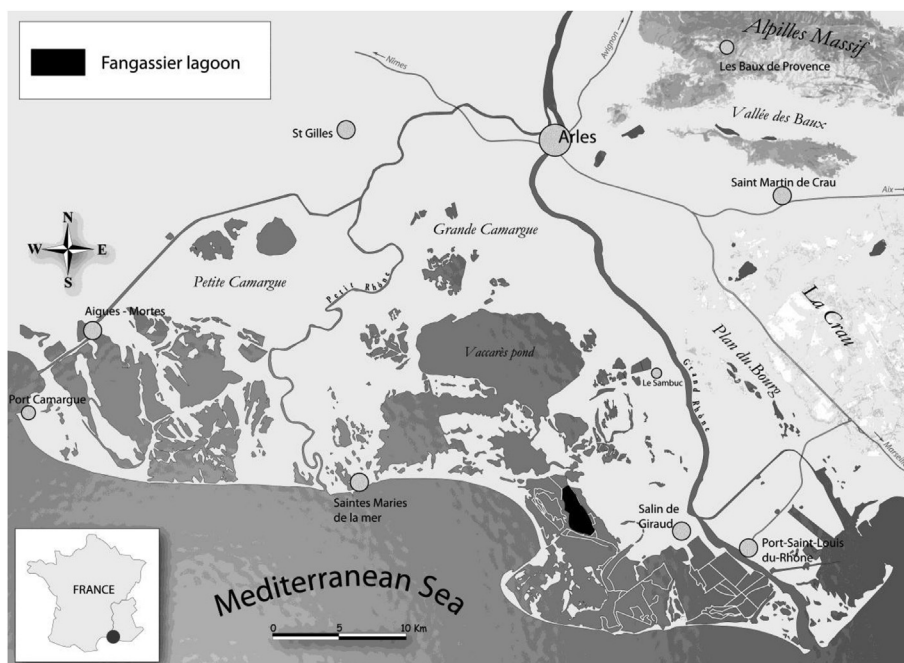 Fangassier lagoon
Nîmes
Avignon
Alpilles Massif
Les Baux de Provence
Vallée des Baux
St Gilles
Arles
Saint Martin de Crau
Aix
N
W E
S
Grande Camargue
Petite Camargue
Petit Rhône
La Crau
Aigues - Mortes
Vaccarès pond
Plan du Bourg
Le Sambuc
Grand Rhône
Port Camargue
Marseille
Saintes Maries
de la mer
Salin de
Giraud
Port-Saint-Louis
du-Rhône
FRANCE
Mediterranean Sea
0 5 10 Km